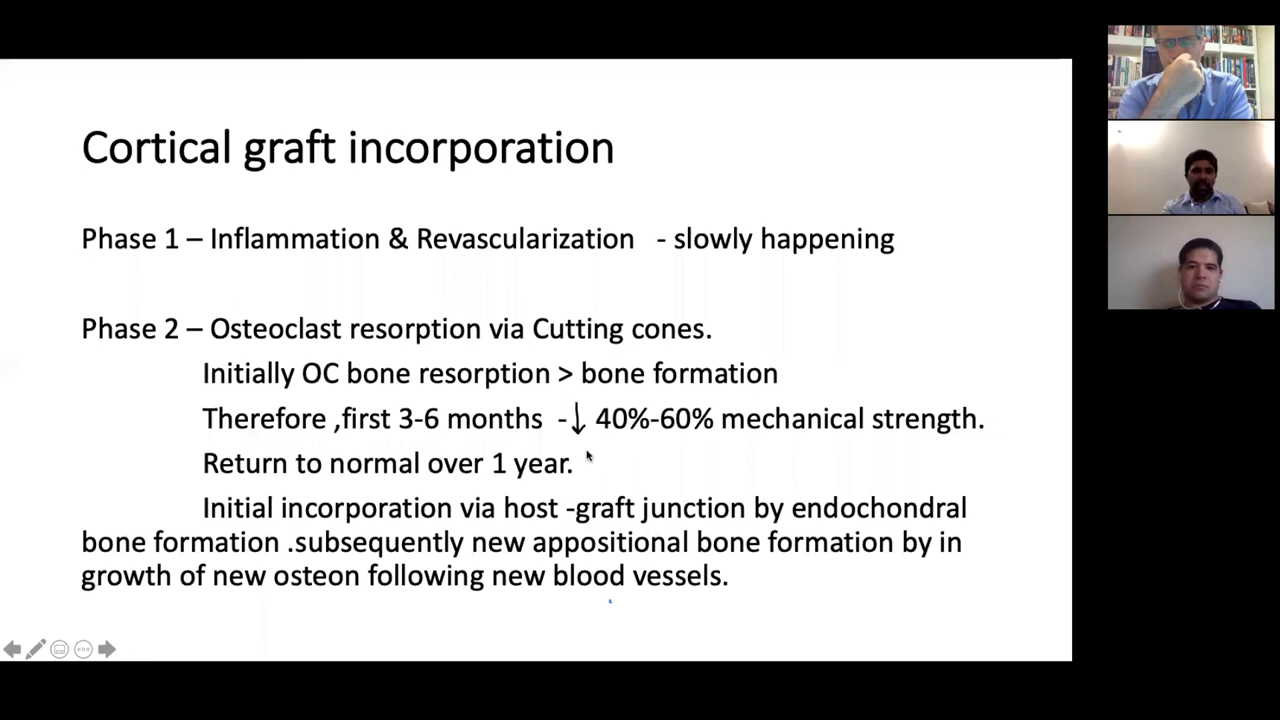 Cortical graft incorporation
Phase 1 – Inflammation & Revascularization - slowly happening
Phase 2 – Osteoclast resorption via Cutting cones.
Initially OC bone resorption > bone formation
Therefore ,first 3-6 months -↓ 40%-60% mechanical strength.
Return to normal over 1 year.
Initial incorporation via host -graft junction by endochondral
bone formation .subsequently new appositional bone formation by in
growth of new osteon following new blood vessels.